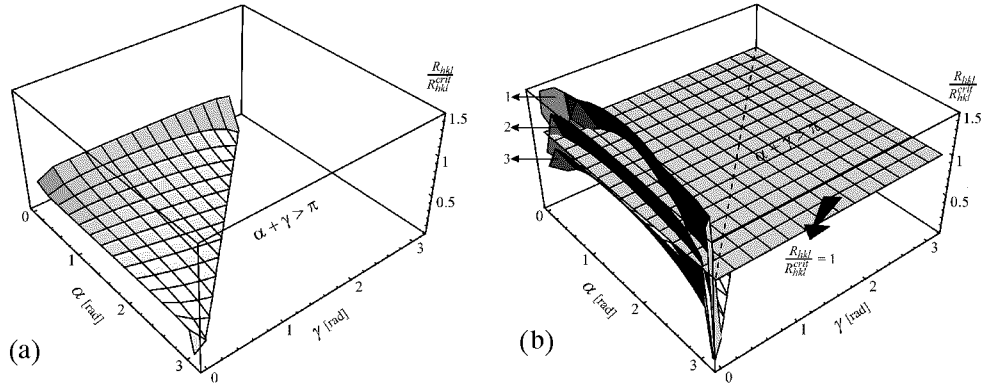 R_hkl / R_hkl^crit
1.5
1
0.5
0
1
2
3
α [rad]
0
1
2
3
γ [rad]
α + γ > π
(a)
R_hkl / R_hkl^crit
1.5
1
0.5
1
2
3
0
1
2
3
α [rad]
0
1
2
3
γ [rad]
α + γ > π
R_hkl / R_hkl^crit = 1
(b)